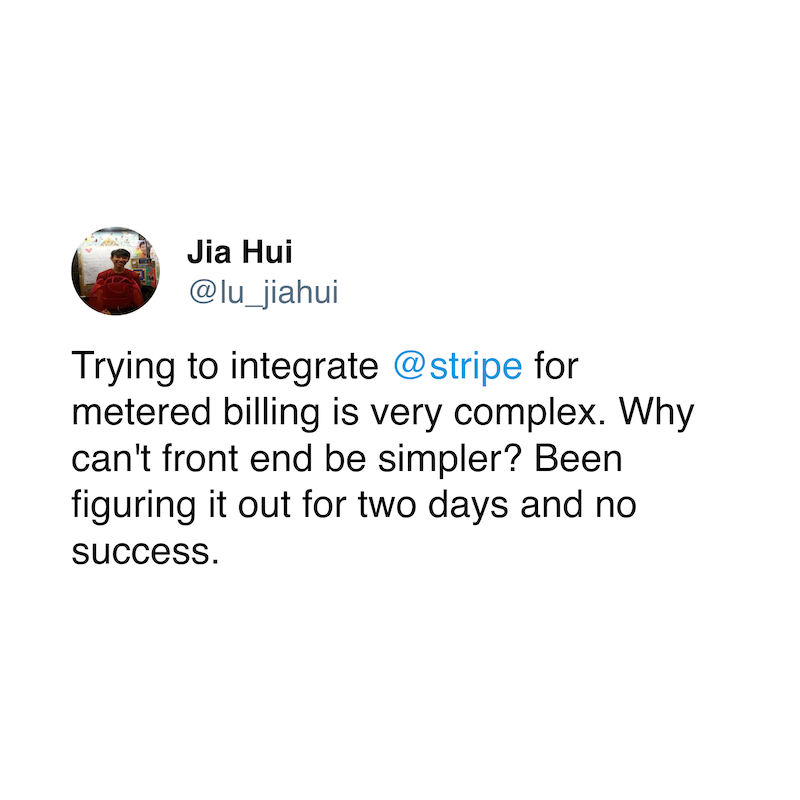 Jia Hui
@lu_jiahui
Trying to integrate @stripe for
metered billing is very complex. Why
can't front end be simpler? Been
figuring it out for two days and no
success.